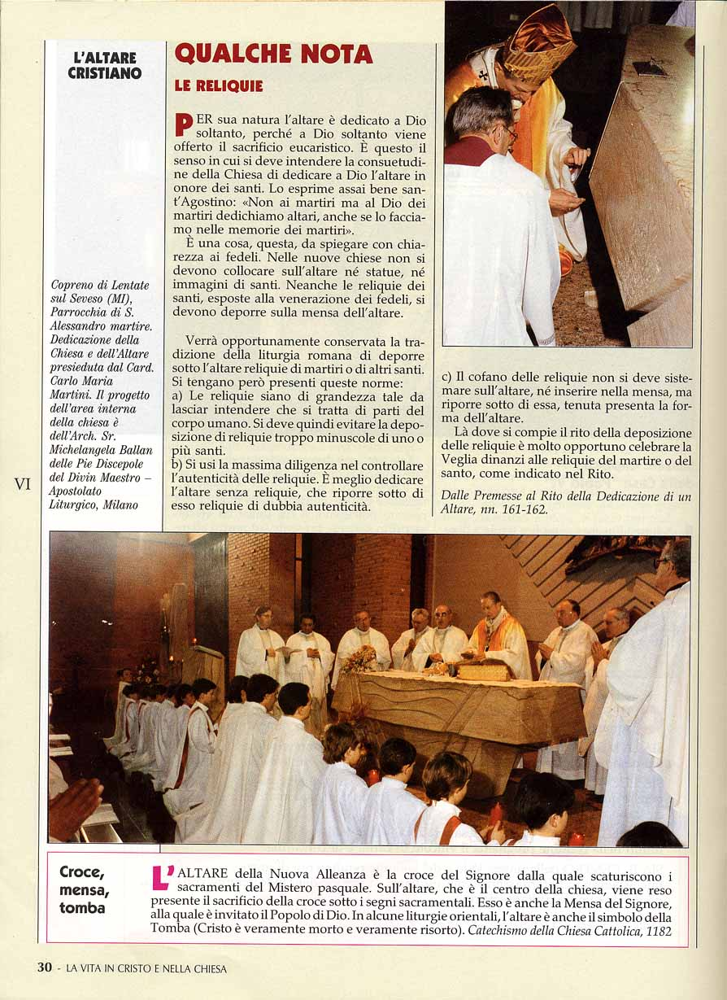 L'ALTARE
CRISTIANO
Copreno di Lentate
sul Seveso (MI),
Parrocchia di S.
Alessandro martire.
Dedicazione della
Chiesa e dell'Altare
presieduta dal Card.
Carlo Maria
Martini. Il progetto
dell'area interna
della chiesa è
dell'Arch. Sr.
Michelangela Ballan
delle Pie Discepole
del Divin Maestro –
Apostolato
Liturgico, Milano
VI
QUALCHE NOTA
LE RELIQUIE
PER sua natura l'altare è dedicato a Dio
soltanto, perché a Dio soltanto viene
offerto il sacrificio eucaristico. È questo il
senso in cui si deve intendere la consuetudi-
ne della Chiesa di dedicare a Dio l'altare in
onore dei santi. Lo esprime assai bene san-
t'Agostino: «Non ai martiri ma al Dio dei
martiri dedichiamo altari, anche se lo faccia-
mo nelle memorie dei martiri».
È una cosa, questa, da spiegare con chia-
rezza ai fedeli. Nelle nuove chiese non si
devono collocare sull'altare né statue, né
immagini di santi. Neanche le reliquie dei
santi, esposte alla venerazione dei fedeli, si
devono deporre sulla mensa dell'altare.
Verrà opportunamente conservata la tra-
dizione della liturgia romana di deporre
sotto l'altare reliquie di martiri o di altri santi.
Si tengano però presenti queste norme:
a) Le reliquie siano di grandezza tale da
lasciar intendere che si tratta di parti del
corpo umano. Si deve quindi evitare la depo-
sizione di reliquie troppo minuscole di uno o
più santi.
b) Si usi la massima diligenza nel controllare
l'autenticità delle reliquie. È meglio dedicare
l'altare senza reliquie, che riporre sotto di
esso reliquie di dubbia autenticità.
c) Il cofano delle reliquie non si deve siste-
mare sull'altare, né inserire nella mensa, ma
riporre sotto di essa, tenuta presenta la for-
ma dell'altare.
Là dove si compie il rito della deposizione
delle reliquie è molto opportuno celebrare la
Veglia dinanzi alle reliquie del martire o del
santo, come indicato nel Rito.
Dalle Premesse al Rito della Dedicazione di un
Altare, nn. 161-162.
Croce,
mensa,
tomba
L'ALTARE della Nuova Alleanza è la croce del Signore dalla quale scaturiscono i
sacramenti del Mistero pasquale. Sull'altare, che è il centro della chiesa, viene reso
presente il sacrificio della croce sotto i segni sacramentali. Esso è anche la Mensa del Signore,
alla quale è invitato il Popolo di Dio. In alcune liturgie orientali, l'altare è anche il simbolo della
Tomba (Cristo è veramente morto e veramente risorto). Catechismo della Chiesa Cattolica, 1182
30 - LA VITA IN CRISTO E NELLA CHIESA